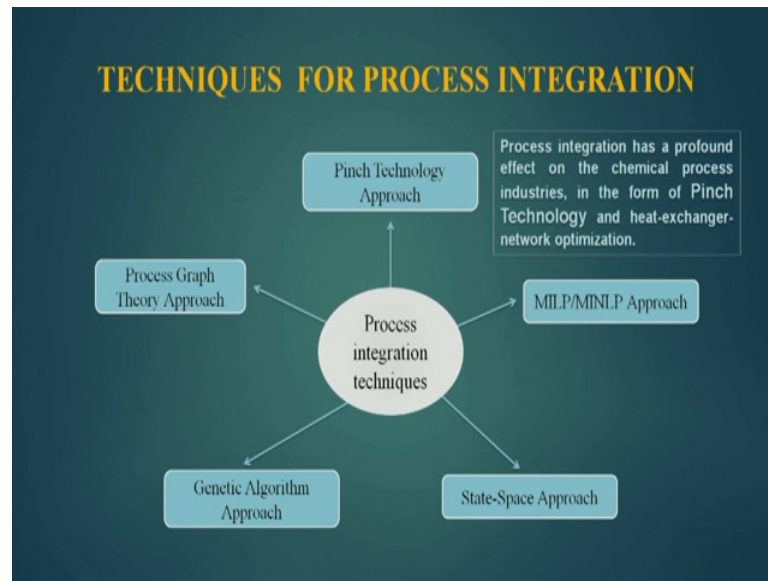 TECHNIQUES FOR PROCESS INTEGRATION
Process integration has a profound
effect on the chemical process
industries, in the form of Pinch
Technology and heat-exchanger-
network optimization.
Pinch Technology
Approach
Process Graph
Theory Approach
MILP/MINLP Approach
Process
integration
techniques
Genetic Algorithm
Approach
State-Space Approach